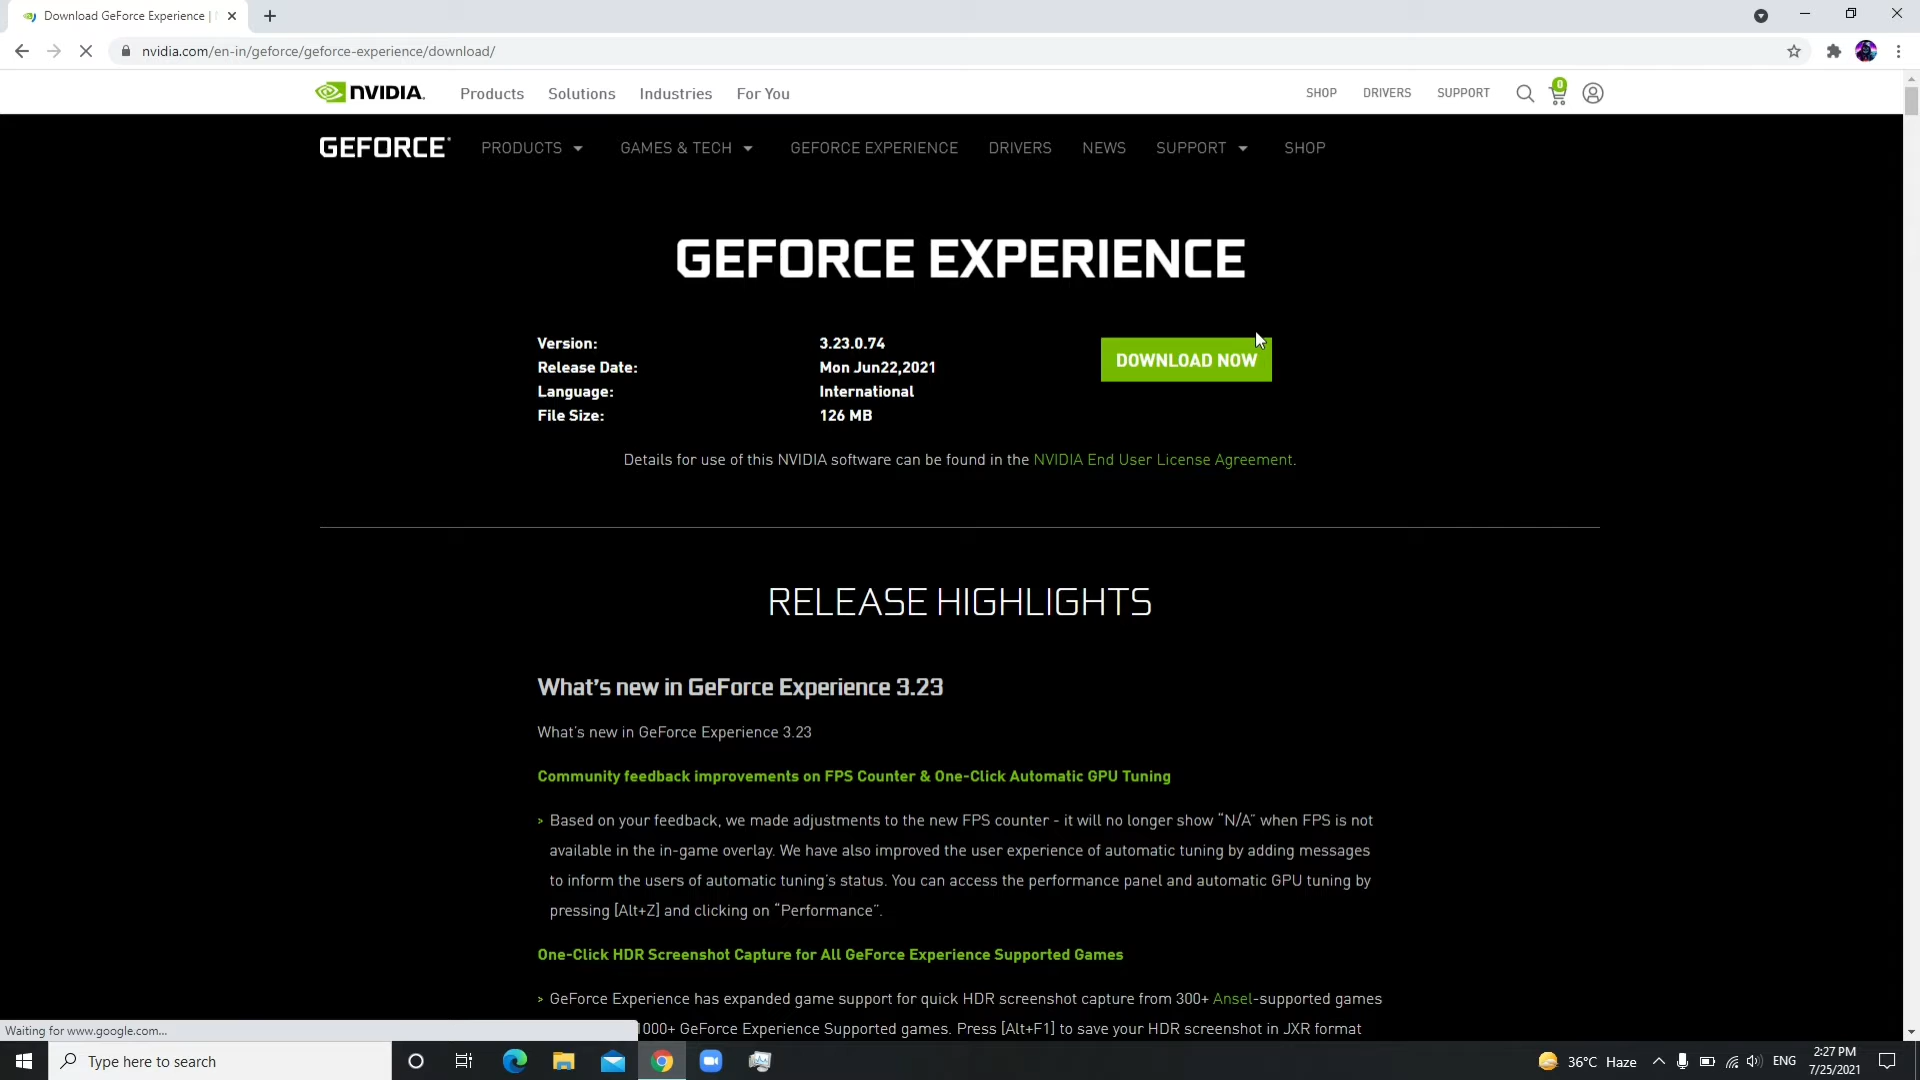 Download GeForce Experience |
nvidia.com/en-in/geforce/geforce-experience/download/
NVIDIA. Products Solutions Industries For You SHOP DRIVERS SUPPORT 0
GEFORCE PRODUCTS GAMES & TECH GEFORCE EXPERIENCE DRIVERS NEWS SUPPORT SHOP
GEFORCE EXPERIENCE
Version: 3.23.0.74
DOWNLOAD NOW
Release Date: Mon Jun22,2021
Language: International
File Size: 126 MB
Details for use of this NVIDIA software can be found in the NVIDIA End User License Agreement.
RELEASE HIGHLIGHTS
What's new in GeForce Experience 3.23
What's new in GeForce Experience 3.23
Community feedback improvements on FPS Counter & One-Click Automatic GPU Tuning
> Based on your feedback, we made adjustments to the new FPS counter - it will no longer show "N/A" when FPS is not
available in the in-game overlay. We have also improved the user experience of automatic tuning by adding messages
to inform the users of automatic tuning's status. You can access the performance panel and automatic GPU tuning by
pressing [Alt+Z] and clicking on "Performance".
One-Click HDR Screenshot Capture for All GeForce Experience Supported Games
> GeForce Experience has expanded game support for quick HDR screenshot capture from 300+ Ansel-supported games
1000+ GeForce Experience Supported games. Press [Alt+F1] to save your HDR screenshot in JXR format
Waiting for www.google.com...
Type here to search
36°C Haze
ENG
2:27 PM
7/25/2021